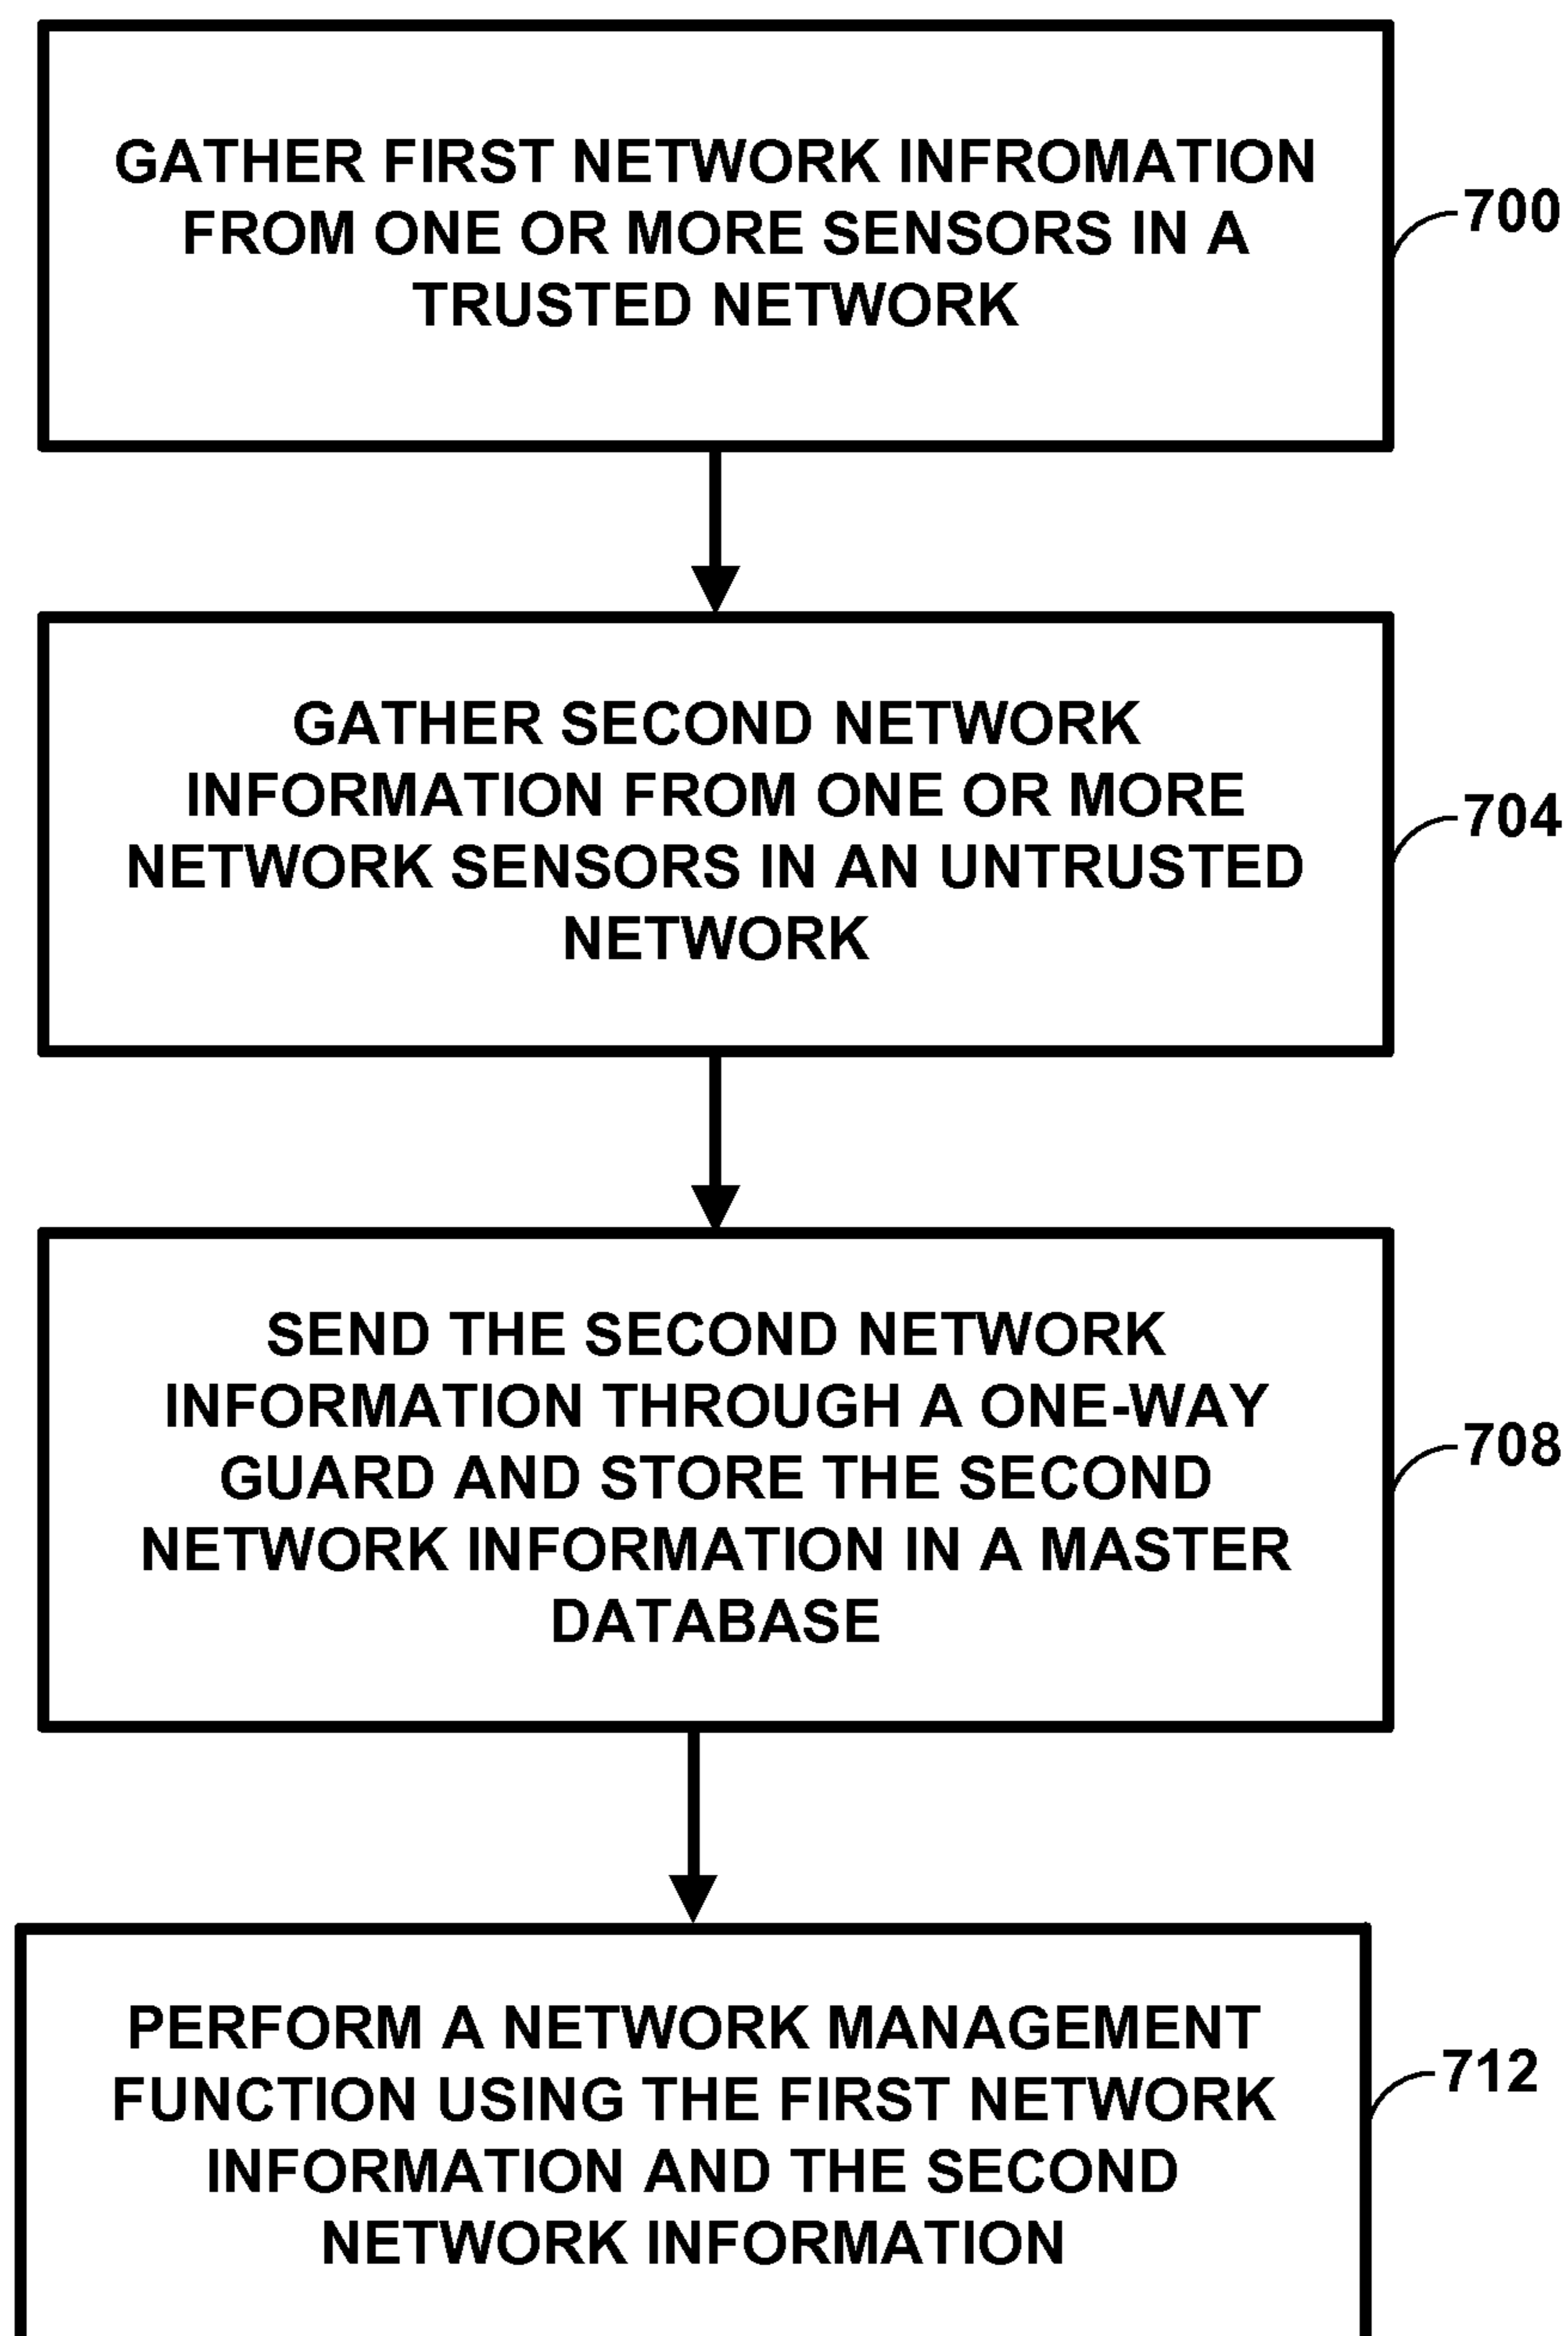 GATHER FIRST NETWORK INFROMATION
FROM ONE OR MORE SENSORS IN A
TRUSTED NETWORK
700
GATHER SECOND NETWORK
INFORMATION FROM ONE OR MORE
NETWORK SENSORS IN AN UNTRUSTED
NETWORK
704
SEND THE SECOND NETWORK
INFORMATION THROUGH A ONE-WAY
GUARD AND STORE THE SECOND
NETWORK INFORMATION IN A MASTER
DATABASE
708
PERFORM A NETWORK MANAGEMENT
FUNCTION USING THE FIRST NETWORK
INFORMATION AND THE SECOND
NETWORK INFORMATION
712